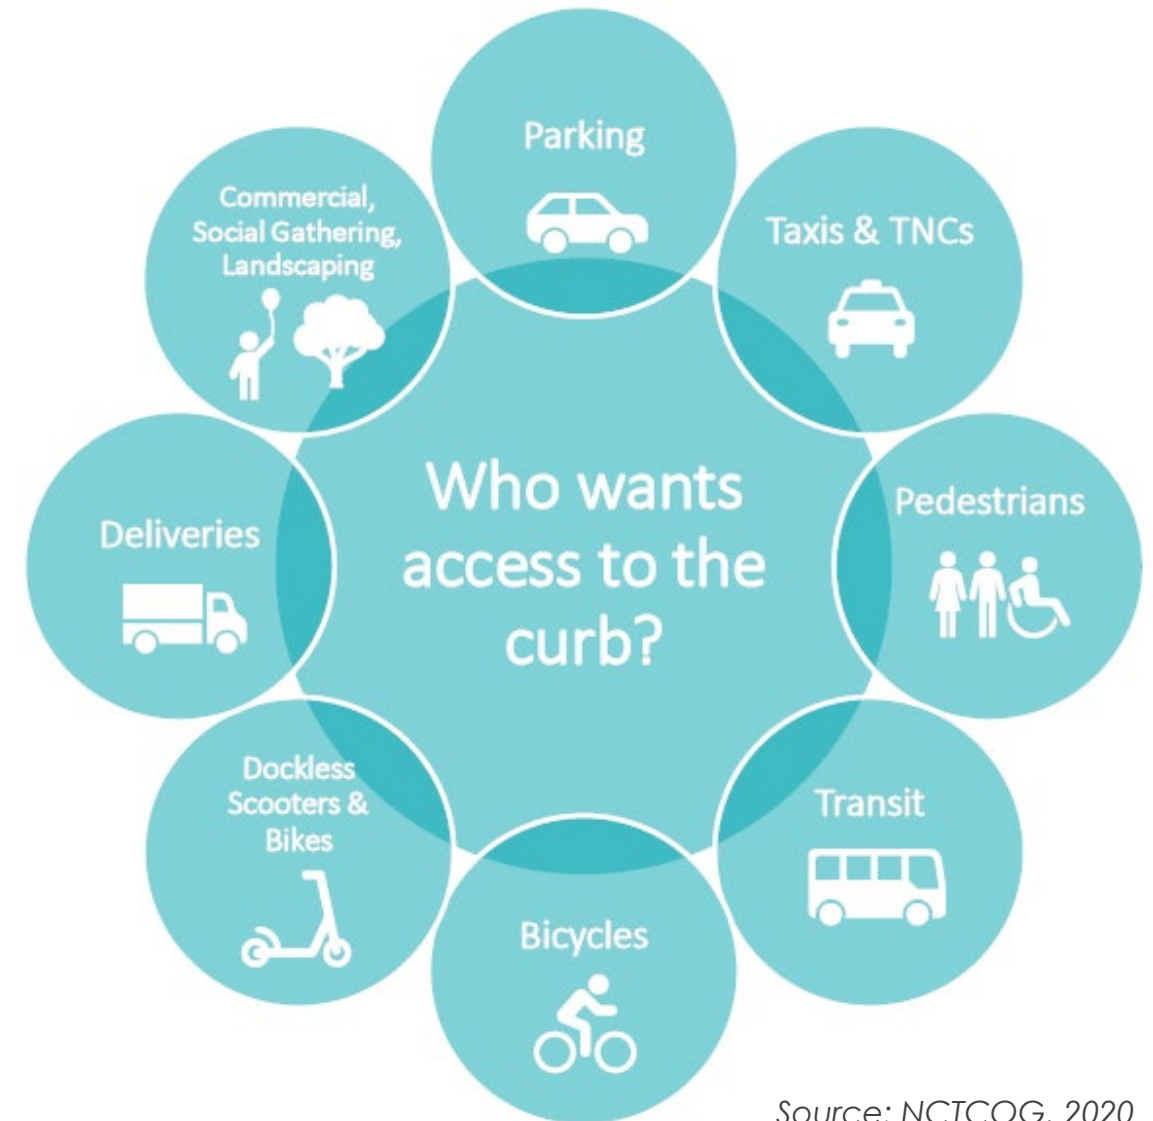 Parking
Taxis & TNCs
Pedestrians
Transit
Bicycles
Dockless
Scooters &
Bikes
Deliveries
Commercial,
Social Gathering,
Landscaping
Who wants
access to the
curb?
Source: NCTCOG, 2020